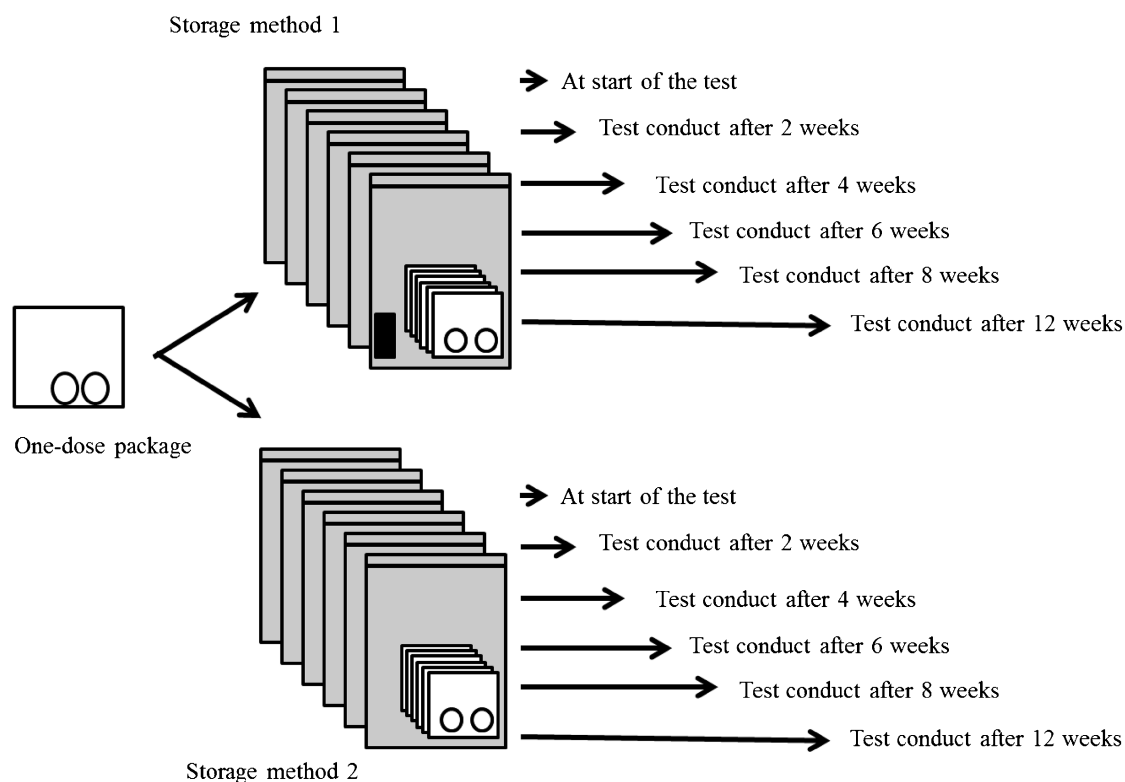 Storage method 1
At start of the test
Test conduct after 2 weeks
Test conduct after 4 weeks
Test conduct after 6 weeks
Test conduct after 8 weeks
Test conduct after 12 weeks
One-dose package
At start of the test
Test conduct after 2 weeks
Test conduct after 4 weeks
Test conduct after 6 weeks
Test conduct after 8 weeks
Test conduct after 12 weeks
Storage method 2